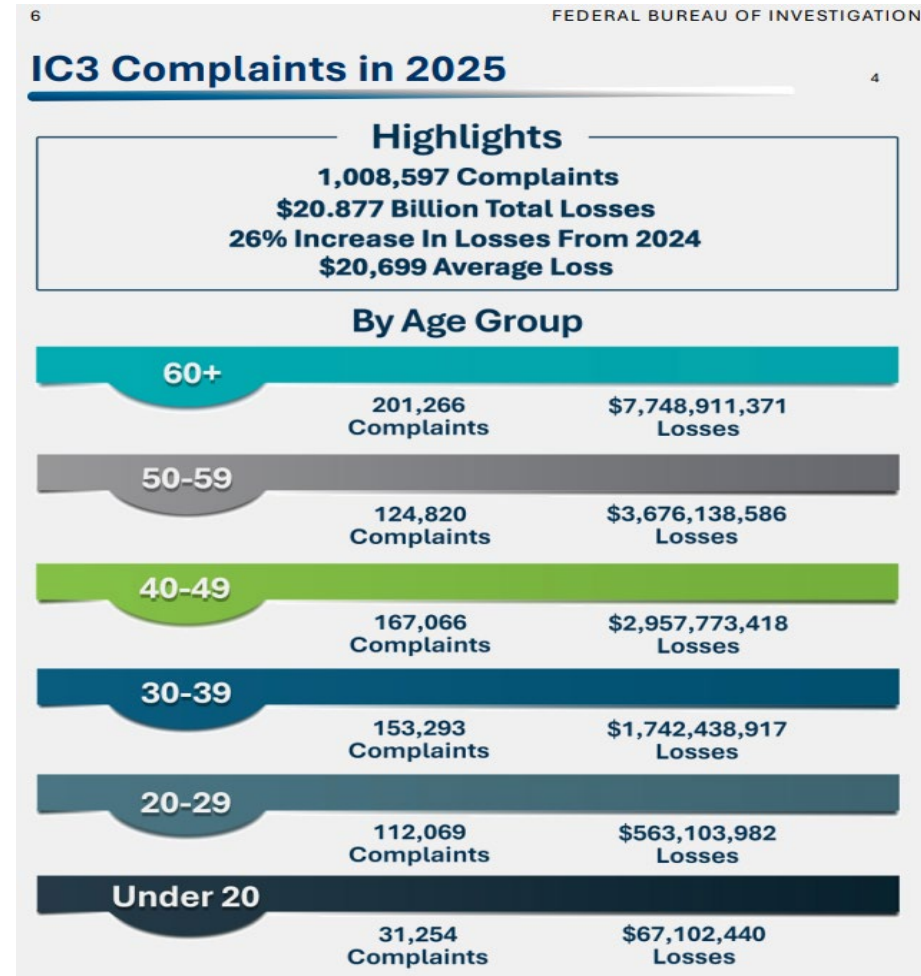 6
FEDERAL BUREAU OF INVESTIGATION
IC3 Complaints in 2025
4
Highlights
1,008,597 Complaints
$20.877 Billion Total Losses
26% Increase In Losses From 2024
$20,699 Average Loss
By Age Group
60+
201,266
Complaints
$7,748,911,371
Losses
50-59
124,820
Complaints
$3,676,138,586
Losses
40-49
167,066
Complaints
$2,957,773,418
Losses
30-39
153,293
Complaints
$1,742,438,917
Losses
20-29
112,069
Complaints
$563,103,982
Losses
Under 20
31,254
Complaints
$67,102,440
Losses